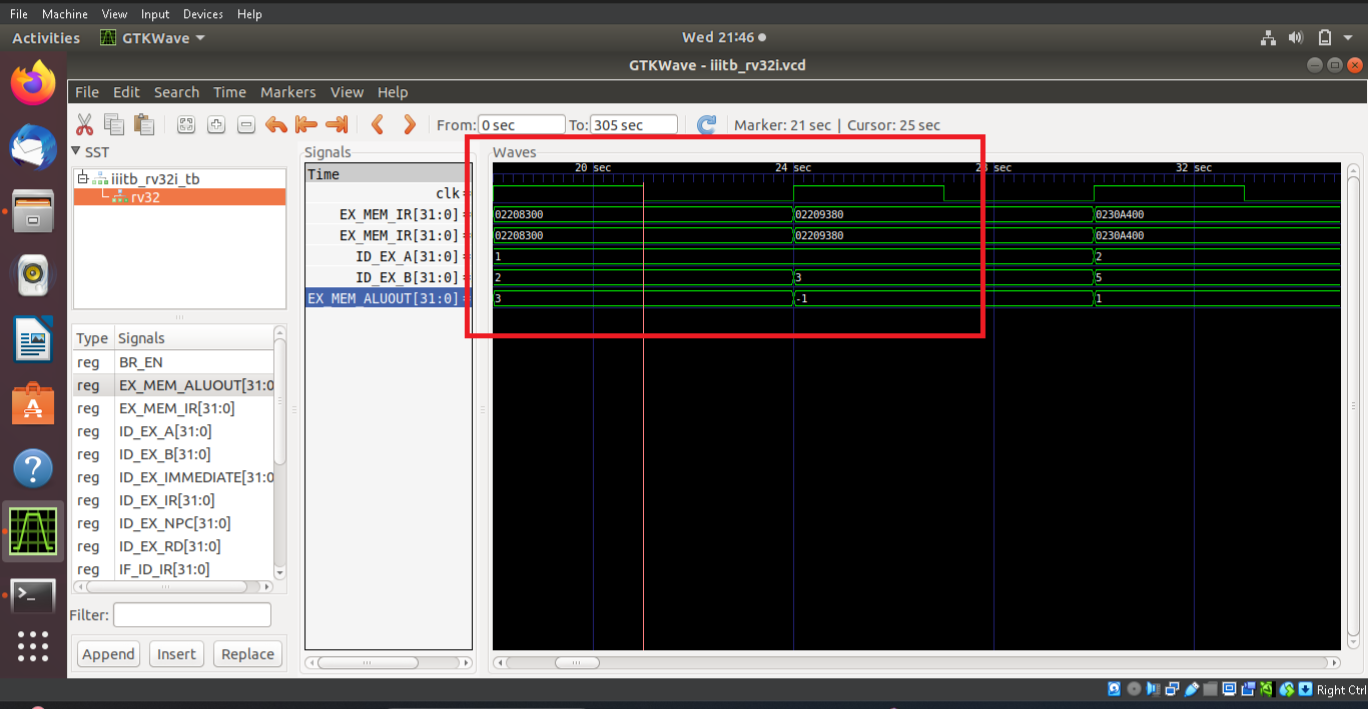 File Machine View Input Devices Help
Activities GTKWave Wed 21:46
GTKWave - iiitb_rv32i.vcd
File Edit Search Time Markers View Help
From: 0 sec To: 305 sec Marker: 21 sec | Cursor: 25 sec
SST
iiitb_rv32i_tb
rv32
Type Signals
reg BR_EN
reg EX_MEM_ALUOUT[31:0
reg EX_MEM_IR[31:0]
reg ID_EX_A[31:0]
reg ID_EX_B[31:0]
reg ID_EX_IMMEDIATE[31:0
reg ID_EX_IR[31:0]
reg ID_EX_NPC[31:0]
reg ID_EX_RD[31:0]
reg IF_ID_IR[31:0]
Filter:
Append Insert Replace
Signals
Time
clk=
EX_MEM_IR[31:0]=
EX_MEM_IR[31:0]=
ID_EX_A[31:0]=
ID_EX_B[31:0]=
EX_MEM_ALUOUT[31:0]=
Waves
20 sec 24 sec 28 sec 32 sec
02208300 02209380 0230A400
02208300 02209380 0230A400
1 2
2 3 5
3 -1 1
Right Ctrl